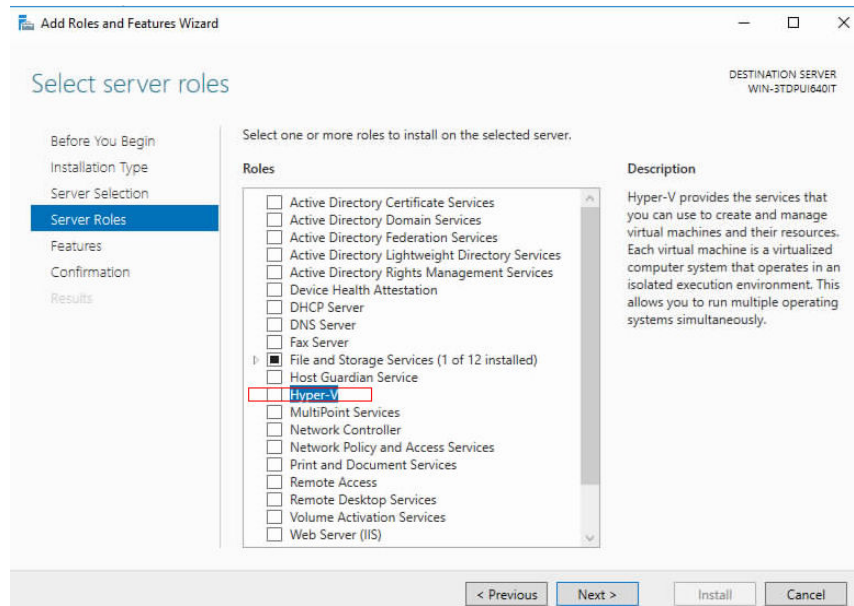 Add Roles and Features Wizard
Select server roles
DESTINATION SERVER
WIN-3TDPUI640IT
Before You Begin
Installation Type
Server Selection
Server Roles
Features
Confirmation
Results
Select one or more roles to install on the selected server.
Roles
Active Directory Certificate Services
Active Directory Domain Services
Active Directory Federation Services
Active Directory Lightweight Directory Services
Active Directory Rights Management Services
Device Health Attestation
DHCP Server
DNS Server
Fax Server
File and Storage Services (1 of 12 installed)
Host Guardian Service
Hyper-V
MultiPoint Services
Network Controller
Network Policy and Access Services
Print and Document Services
Remote Access
Remote Desktop Services
Volume Activation Services
Web Server (IIS)
Description
Hyper-V provides the services that
you can use to create and manage
virtual machines and their resources.
Each virtual machine is a virtualized
computer system that operates in an
isolated execution environment. This
allows you to run multiple operating
systems simultaneously.
< Previous
Next >
Install
Cancel